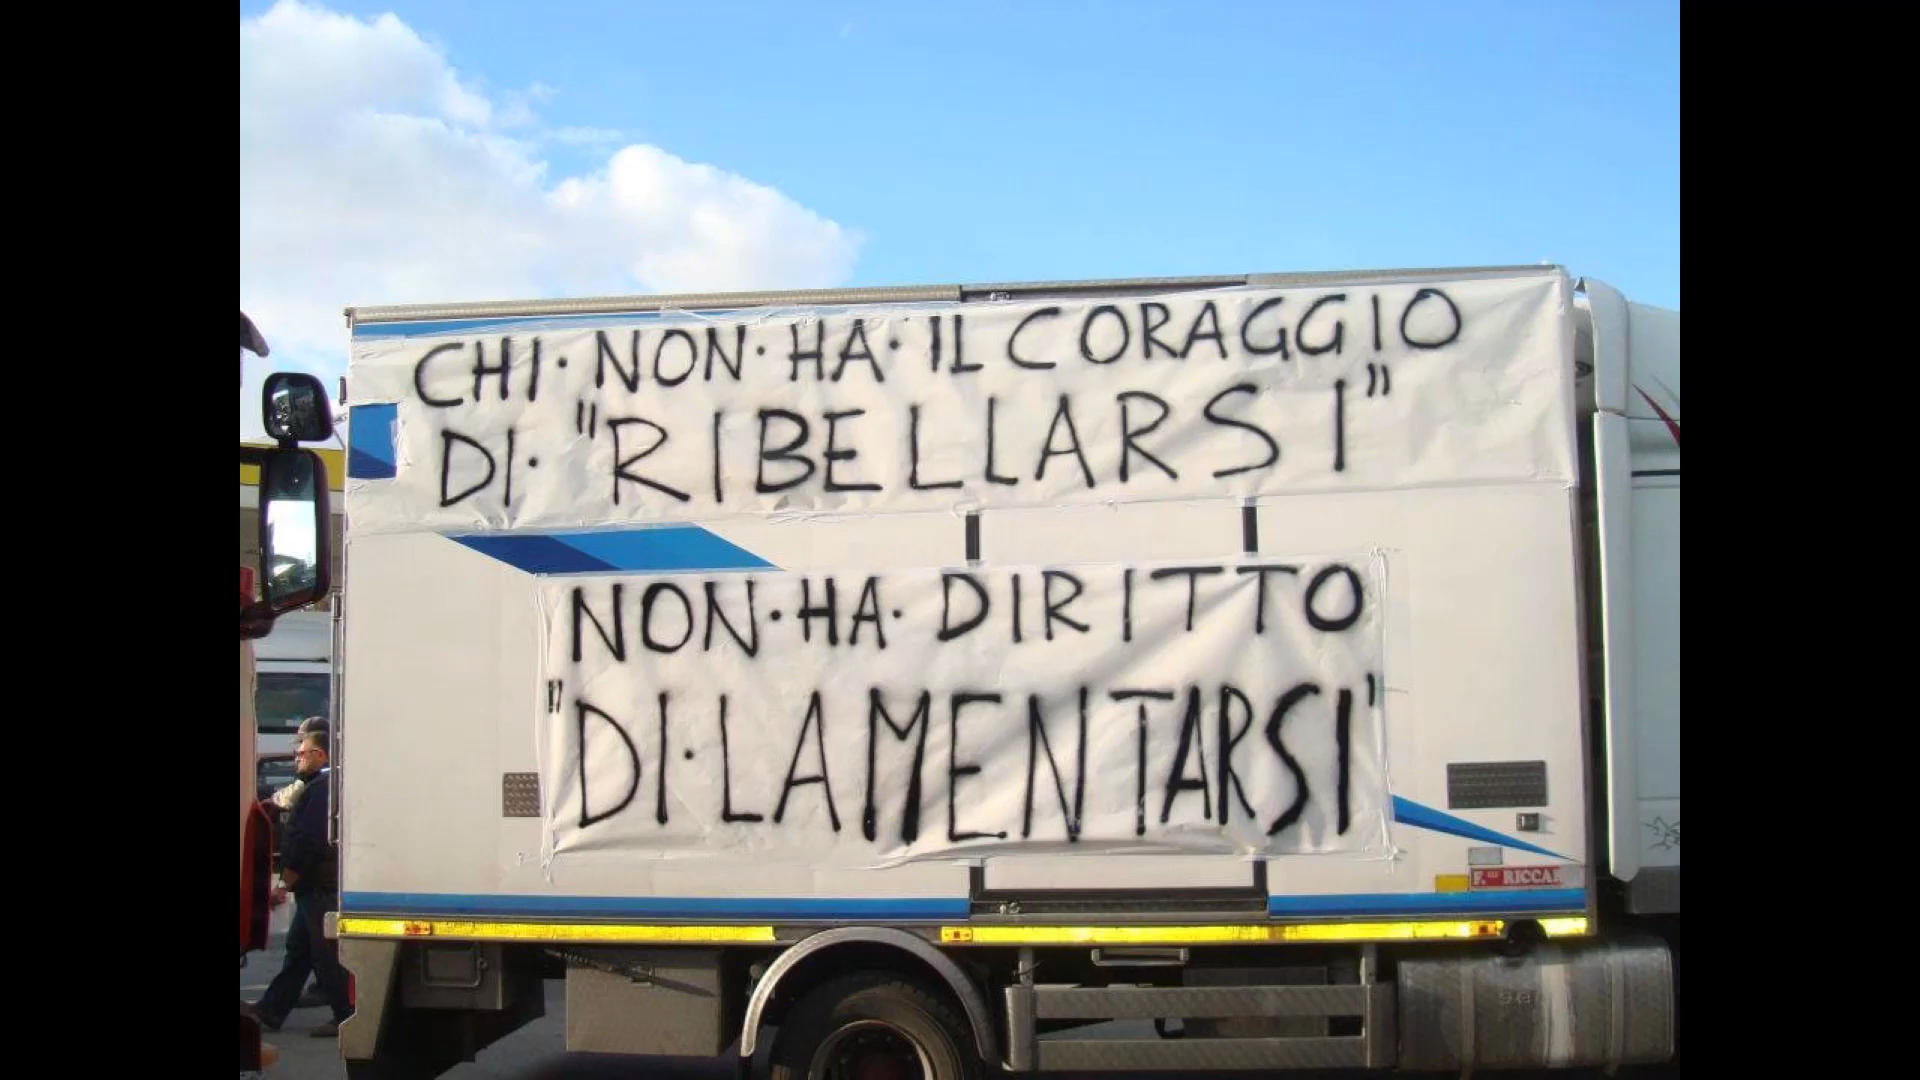 CHI· NON· HA· IL CORAGGIO
DI· "RIBELLARSI"
NON· HA· DIRITTO
"DI· LAMENTARSI"